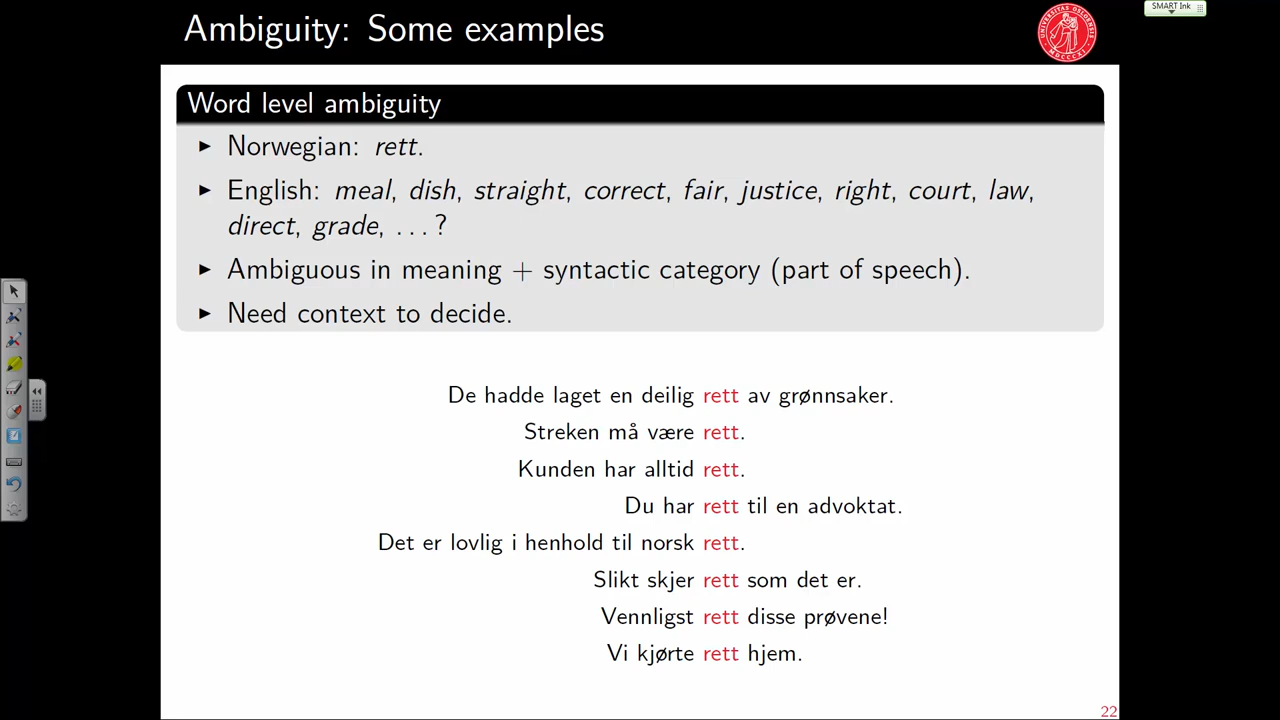 Ambiguity: Some examples
SMART Ink
UNIVERSITAS OSLOENSIS
MDCCCXI
Word level ambiguity
► Norwegian: rett.
► English: meal, dish, straight, correct, fair, justice, right, court, law,
direct, grade, ...?
► Ambiguous in meaning + syntactic category (part of speech).
► Need context to decide.
De hadde laget en deilig rett av grønnsaker.
Streken må være rett.
Kunden har alltid rett.
Du har rett til en advoktat.
Det er lovlig i henhold til norsk rett.
Slikt skjer rett som det er.
Vennligst rett disse prøvene!
Vi kjørte rett hjem.
22